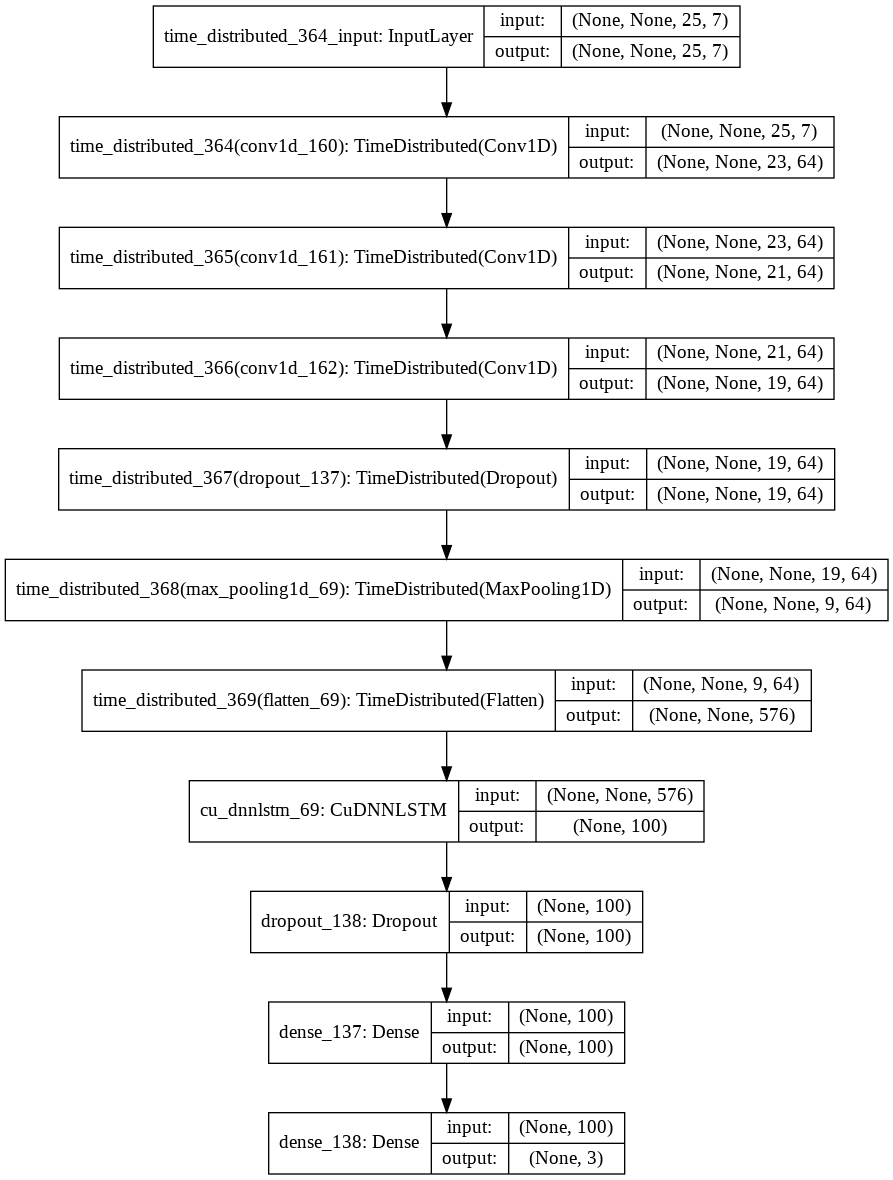 time_distributed_364_input: InputLayer
input: (None, None, 25, 7)
output: (None, None, 25, 7)
time_distributed_364(conv1d_160): TimeDistributed(Conv1D)
input: (None, None, 25, 7)
output: (None, None, 23, 64)
time_distributed_365(conv1d_161): TimeDistributed(Conv1D)
input: (None, None, 23, 64)
output: (None, None, 21, 64)
time_distributed_366(conv1d_162): TimeDistributed(Conv1D)
input: (None, None, 21, 64)
output: (None, None, 19, 64)
time_distributed_367(dropout_137): TimeDistributed(Dropout)
input: (None, None, 19, 64)
output: (None, None, 19, 64)
time_distributed_368(max_pooling1d_69): TimeDistributed(MaxPooling1D)
input: (None, None, 19, 64)
output: (None, None, 9, 64)
time_distributed_369(flatten_69): TimeDistributed(Flatten)
input: (None, None, 9, 64)
output: (None, None, 576)
cu_dnnlstm_69: CuDNNLSTM
input: (None, None, 576)
output: (None, 100)
dropout_138: Dropout
input: (None, 100)
output: (None, 100)
dense_137: Dense
input: (None, 100)
output: (None, 100)
dense_138: Dense
input: (None, 100)
output: (None, 3)